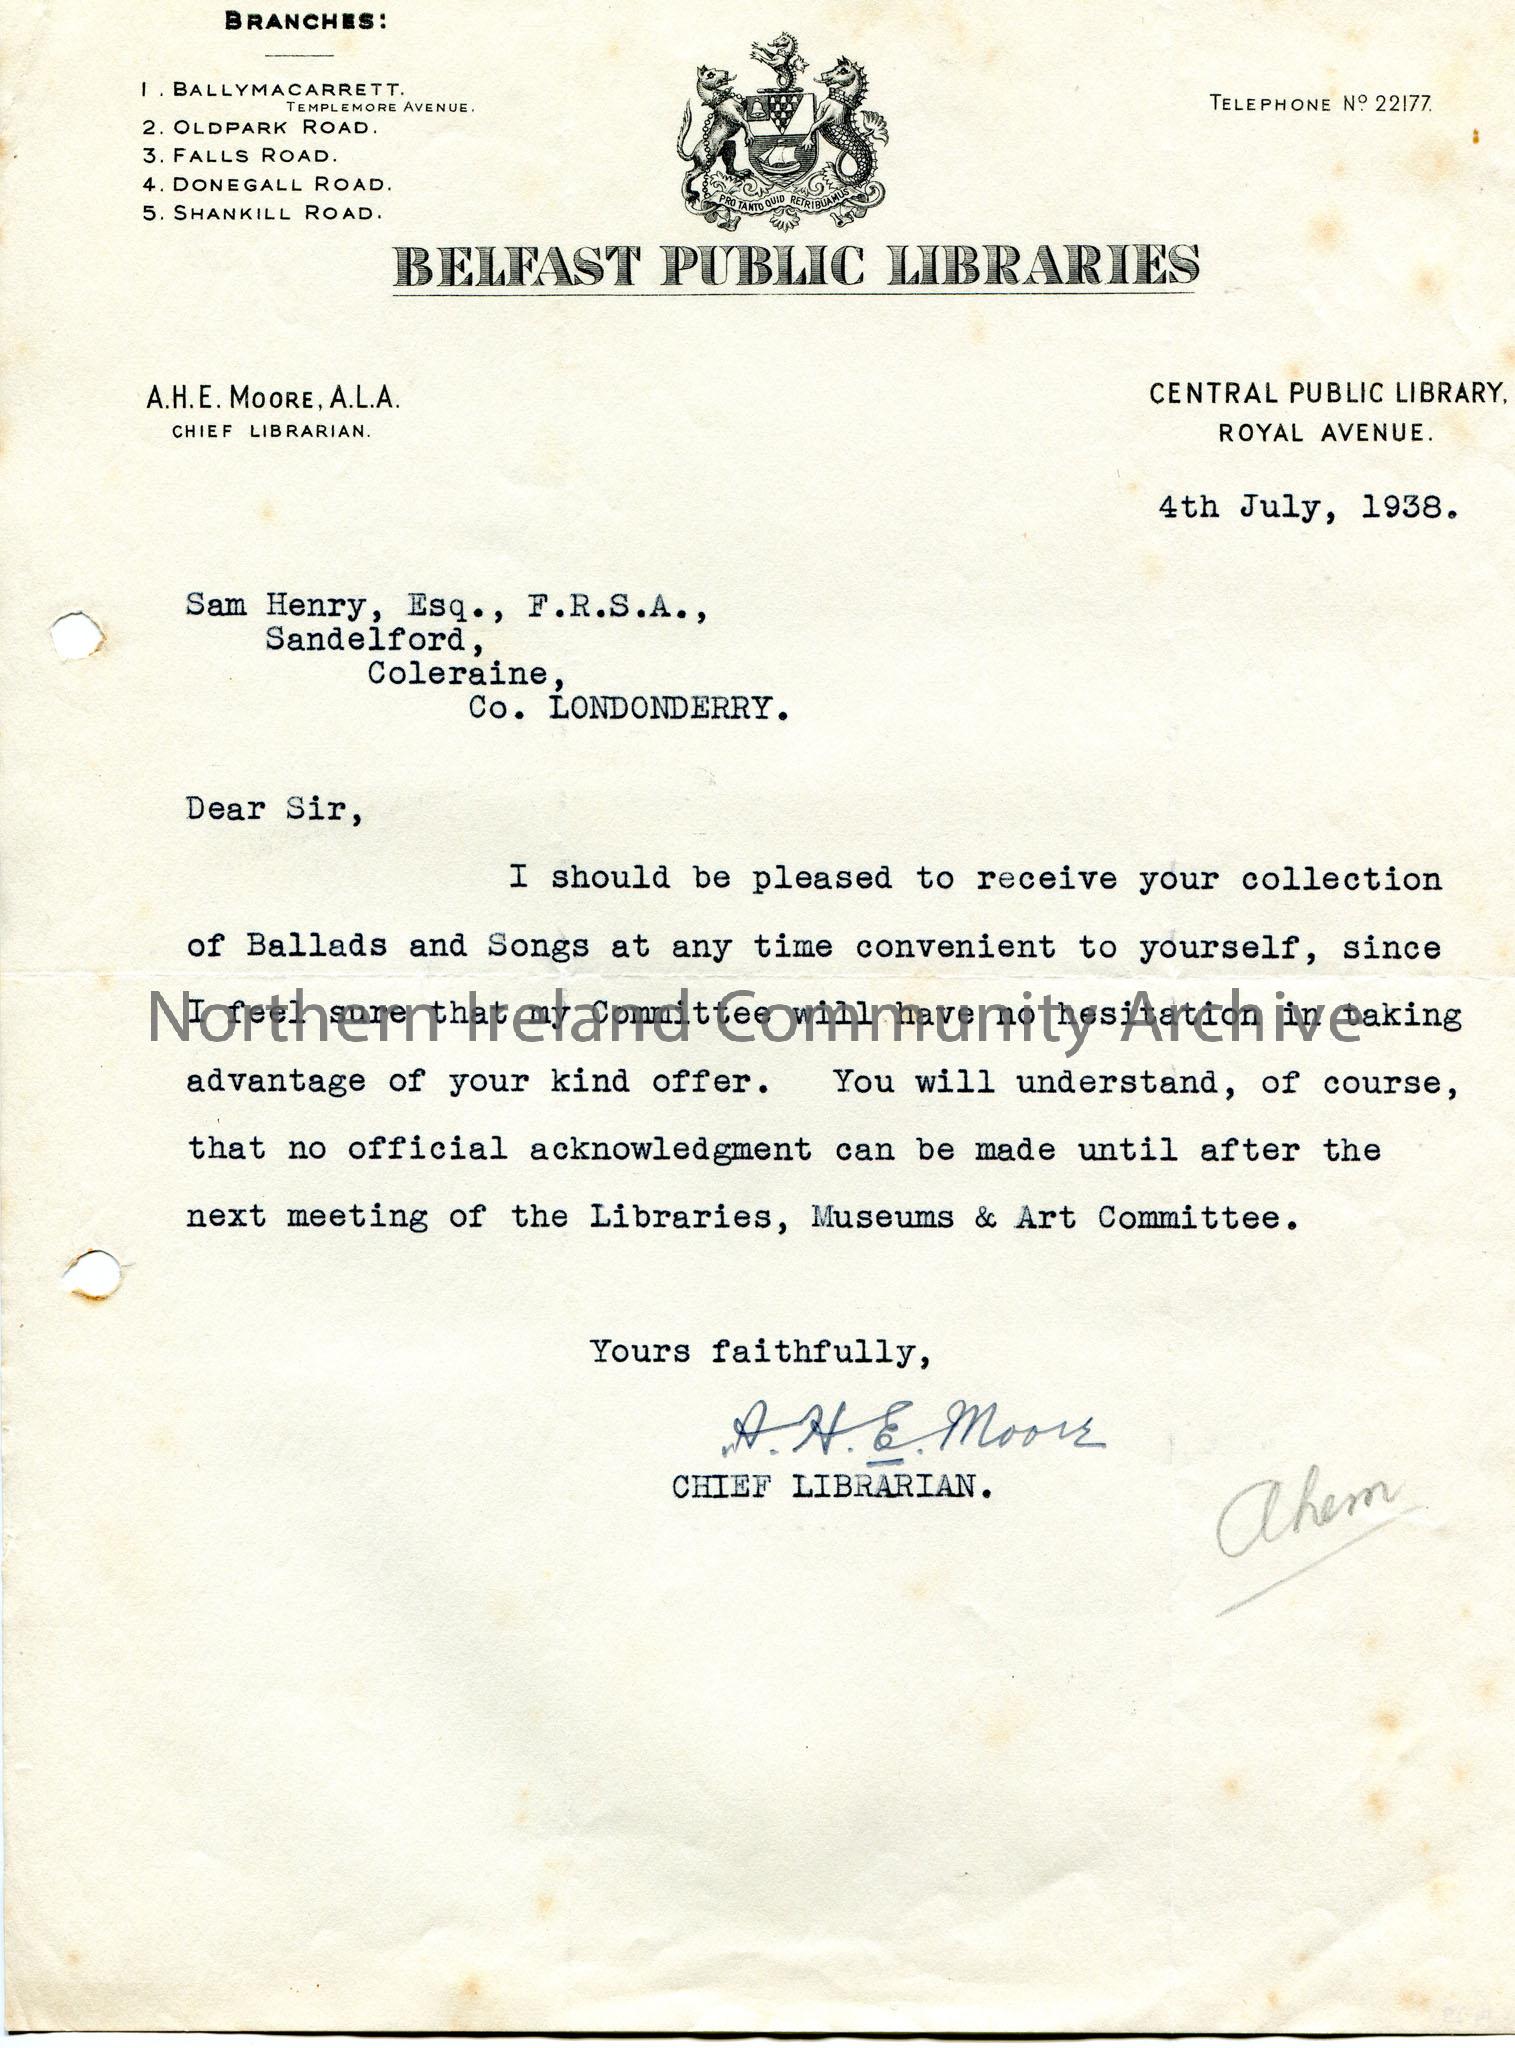 BRANCHES:
1. BALLYMACARRETT.
TEMPLEMORE AVENUE.
2. OLDPARK ROAD.
3. FALLS ROAD.
4. DONEGALL ROAD.
5. SHANKILL ROAD.
TELEPHONE Nº 22177.
PRO TANTO QUID RETRIBUAMUS
BELFAST PUBLIC LIBRARIES
A.H.E. MOORE, A.L.A.
CHIEF LIBRARIAN.
CENTRAL PUBLIC LIBRARY,
ROYAL AVENUE.
4th July, 1938.
Sam Henry, Esq., F.R.S.A.,
Sandelford,
Coleraine,
Co. LONDONDERRY.
Dear Sir,
I should be pleased to receive your collection
of Ballads and Songs at any time convenient to yourself, since
I feel sure that my Committee will have no hesitation in taking
Northern Ireland Community Archive
advantage of your kind offer. You will understand, of course,
that no official acknowledgment can be made until after the
next meeting of the Libraries, Museums & Art Committee.
Yours faithfully,
A. H. E. Moore
CHIEF LIBRARIAN.
Ahem